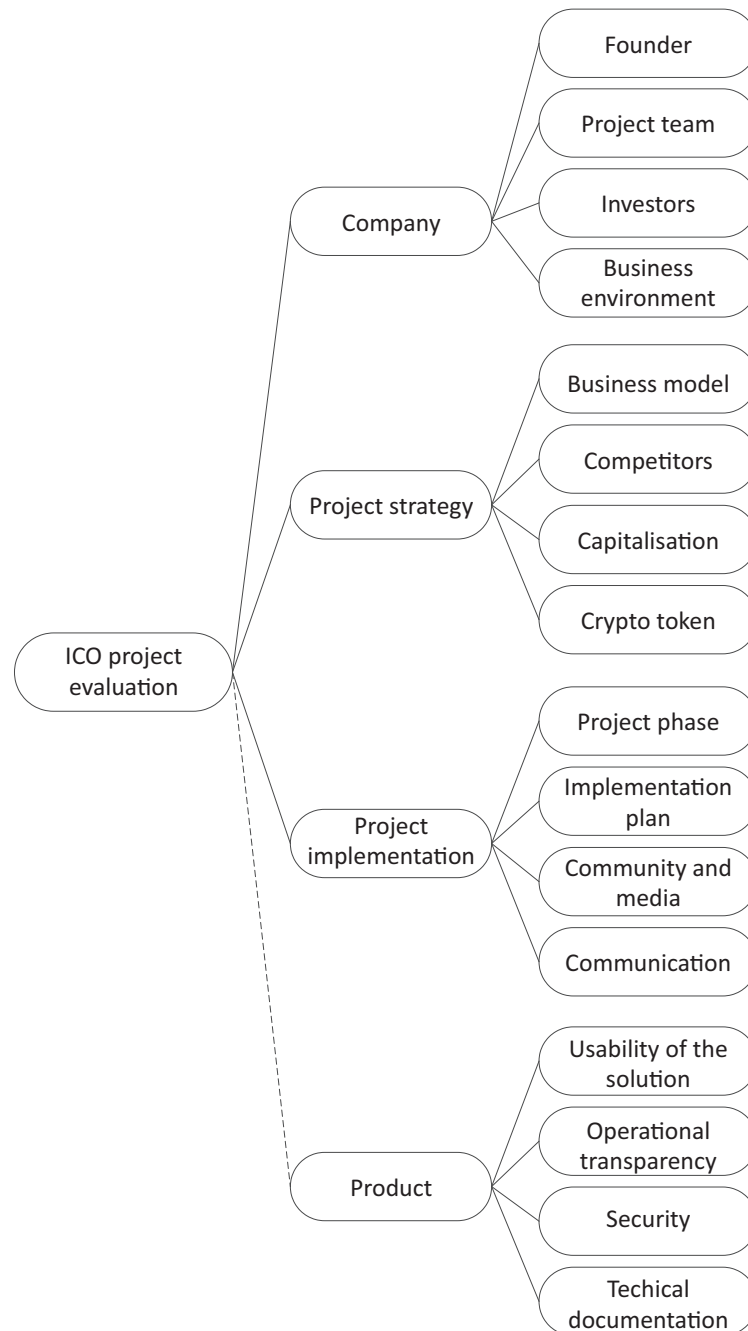 Founder
Project team
Investors
Business
environment
Company
Business model
Competitors
Capitalisation
Crypto token
Project strategy
ICO project
evaluation
Project phase
Implementation
plan
Community and
media
Communication
Project
implementation
Usability of the
solution
Operational
transparency
Security
Techical
documentation
Product